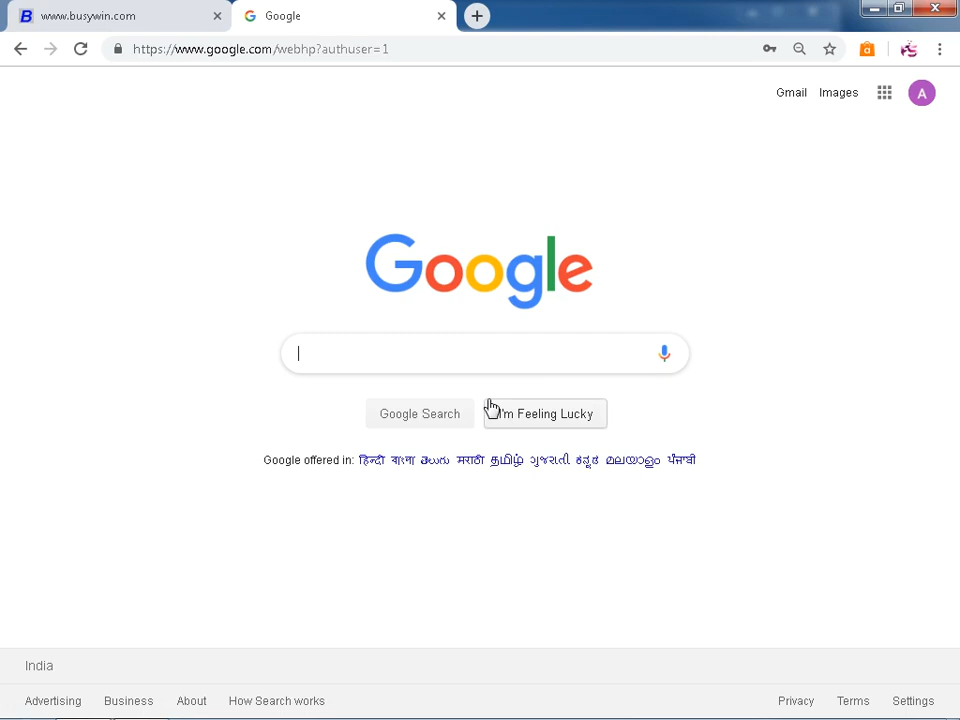 www.busywin.com
Google
https://www.google.com/webhp?authuser=1
Gmail Images A
Google
Google Search I'm Feeling Lucky
Google offered in: हिन्दी বাংলা తెలుగు मराठी தமிழ் ગુજરાતી ಕನ್ನಡ മലയാളം ਪੰਜਾਬੀ
India
Advertising Business About How Search works Privacy Terms Settings